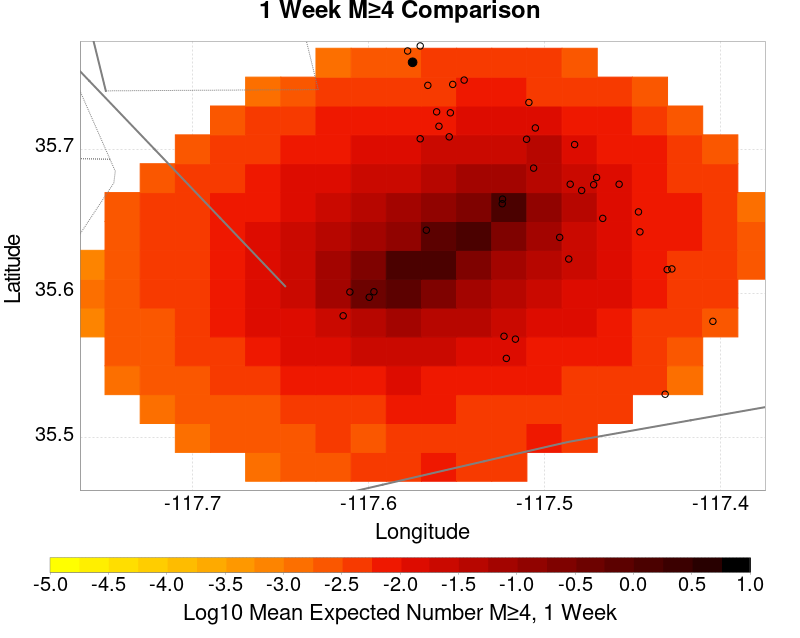 1 Week M≥4 Comparison
35.7
35.6
35.5
Latitude
-117.7 -117.6 -117.5 -117.4
Longitude
-5.0 -4.5 -4.0 -3.5 -3.0 -2.5 -2.0 -1.5 -1.0 -0.5 0.0 0.5 1.0
Log10 Mean Expected Number M≥4, 1 Week